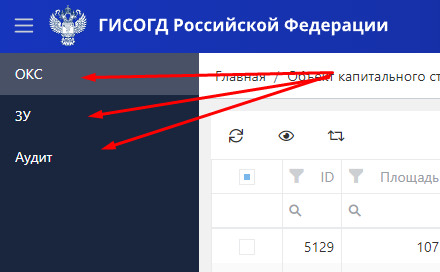 ГИСОГД Российской Федерации
ОКС
ЗУ
Аудит
Главная / Объект капитального ст
ID Площадь
5129 107